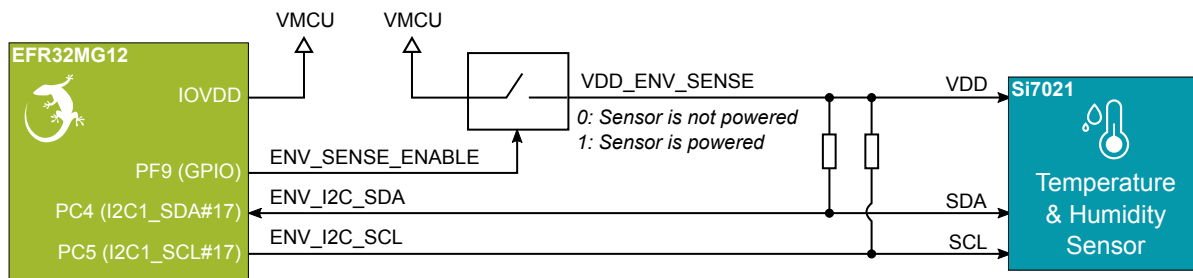 VMCU
VMCU
EFR32MG12
IOVDD
VDD_ENV_SENSE
VDD
Si7021
0: Sensor is not powered
1: Sensor is powered
ENV_SENSE_ENABLE
PF9 (GPIO)
ENV_I2C_SDA
PC4 (I2C1_SDA#17)
SDA
ENV_I2C_SCL
PC5 (I2C1_SCL#17)
SCL
Temperature
& Humidity
Sensor